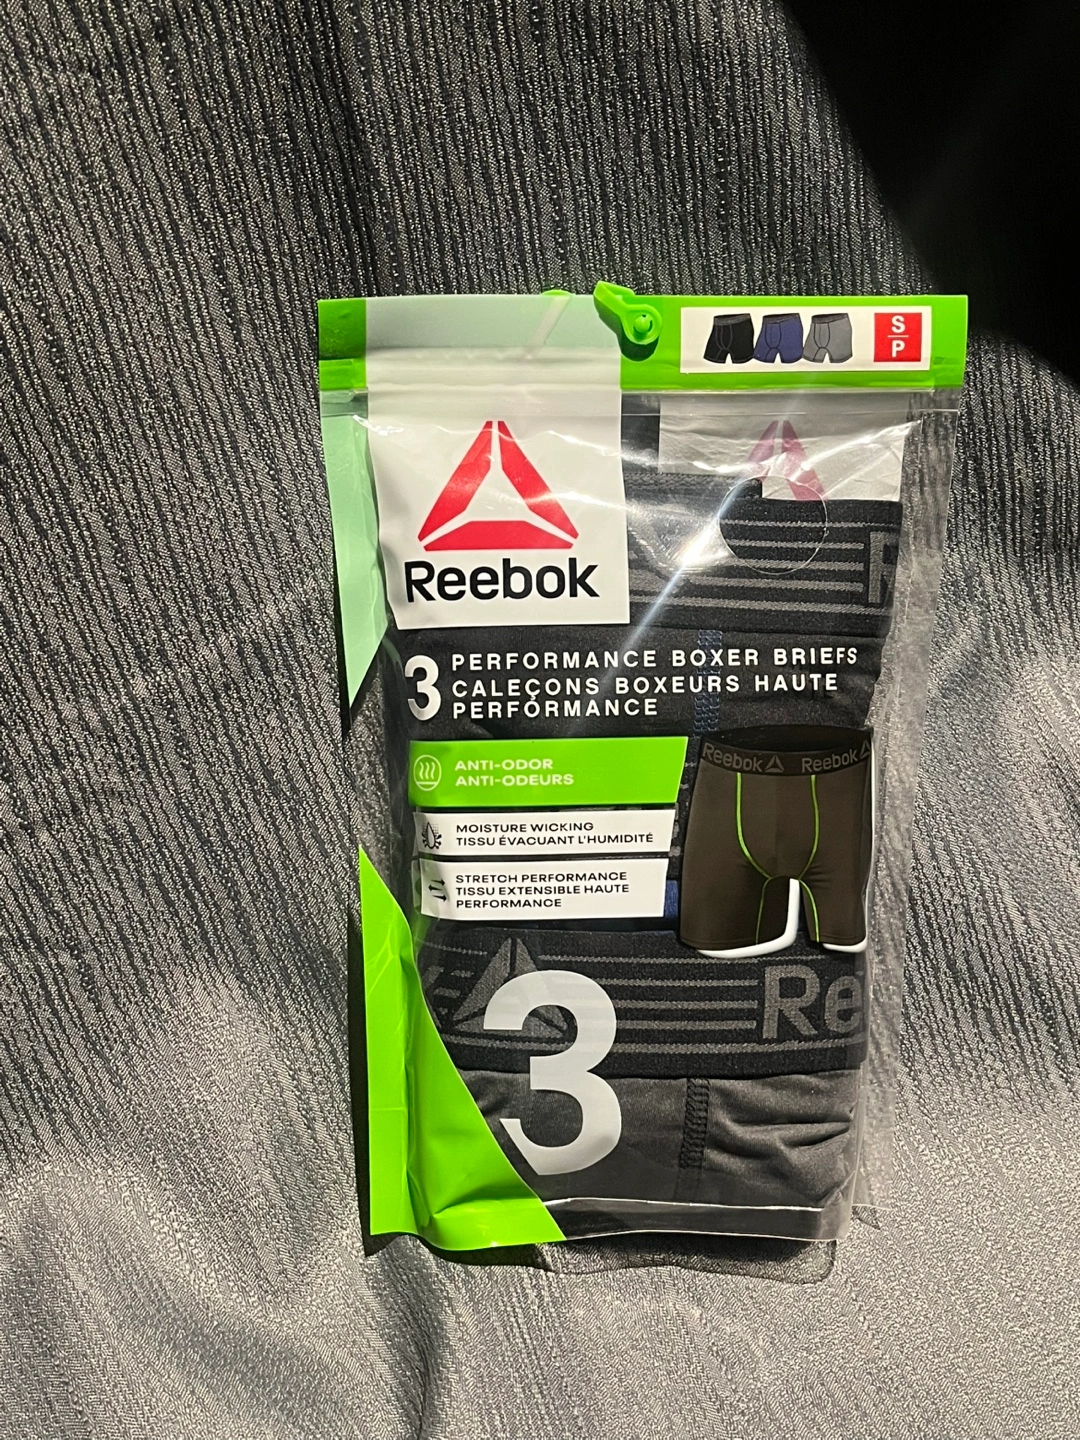 S
P
Reebok
3
PERFORMANCE BOXER BRIEFS
CALEÇONS BOXEURS HAUTE
PERFORMANCE
ANTI-ODOR
ANTI-ODEURS
Reebok Reebok
MOISTURE WICKING
TISSU ÉVACUANT L'HUMIDITÉ
STRETCH PERFORMANCE
TISSU EXTENSIBLE HAUTE
PERFORMANCE
Ree
3